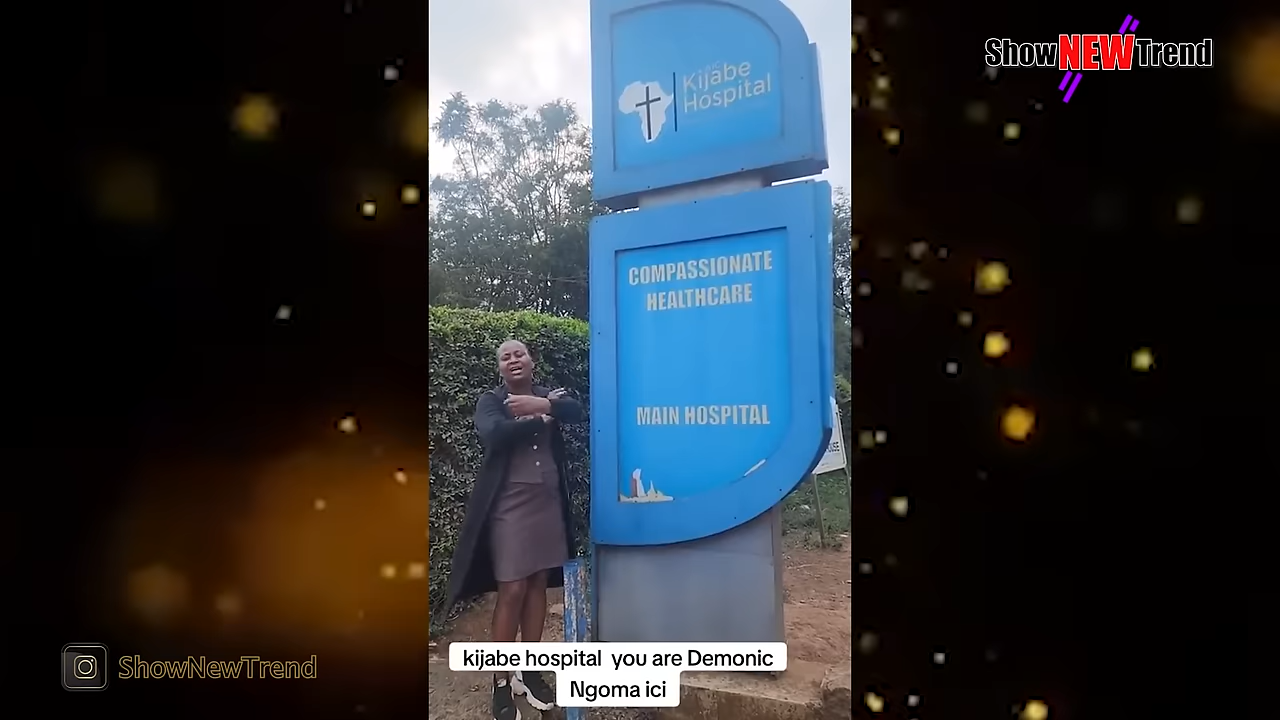 ShowNEWTrend
Kijabe
Hospital
COMPASSIONATE
HEALTHCARE
MAIN HOSPITAL
kijabe hospital you are Demonic
Ngoma ici
ShowNewTrend